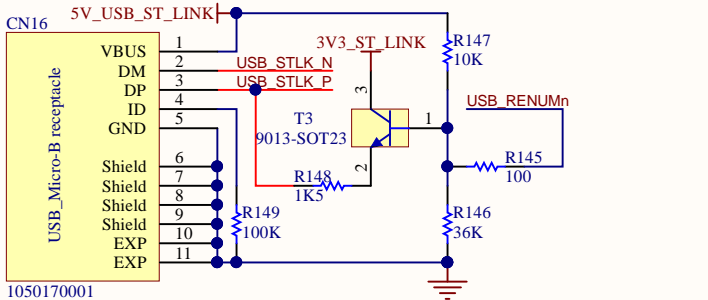 5V_USB_ST_LINK
CN16
USB_Micro-B receptacle
VBUS 1
DM 2
DP 3
ID 4
GND 5
Shield 6
Shield 7
Shield 8
Shield 9
EXP 10
EXP 11
1050170001
USB_STLK_N
USB_STLK_P
3V3_ST_LINK
3
T3
9013-SOT23
1
2
R147
10K
USB_RENUMn
R145
100
R148
1K5
R149
100K
R146
36K